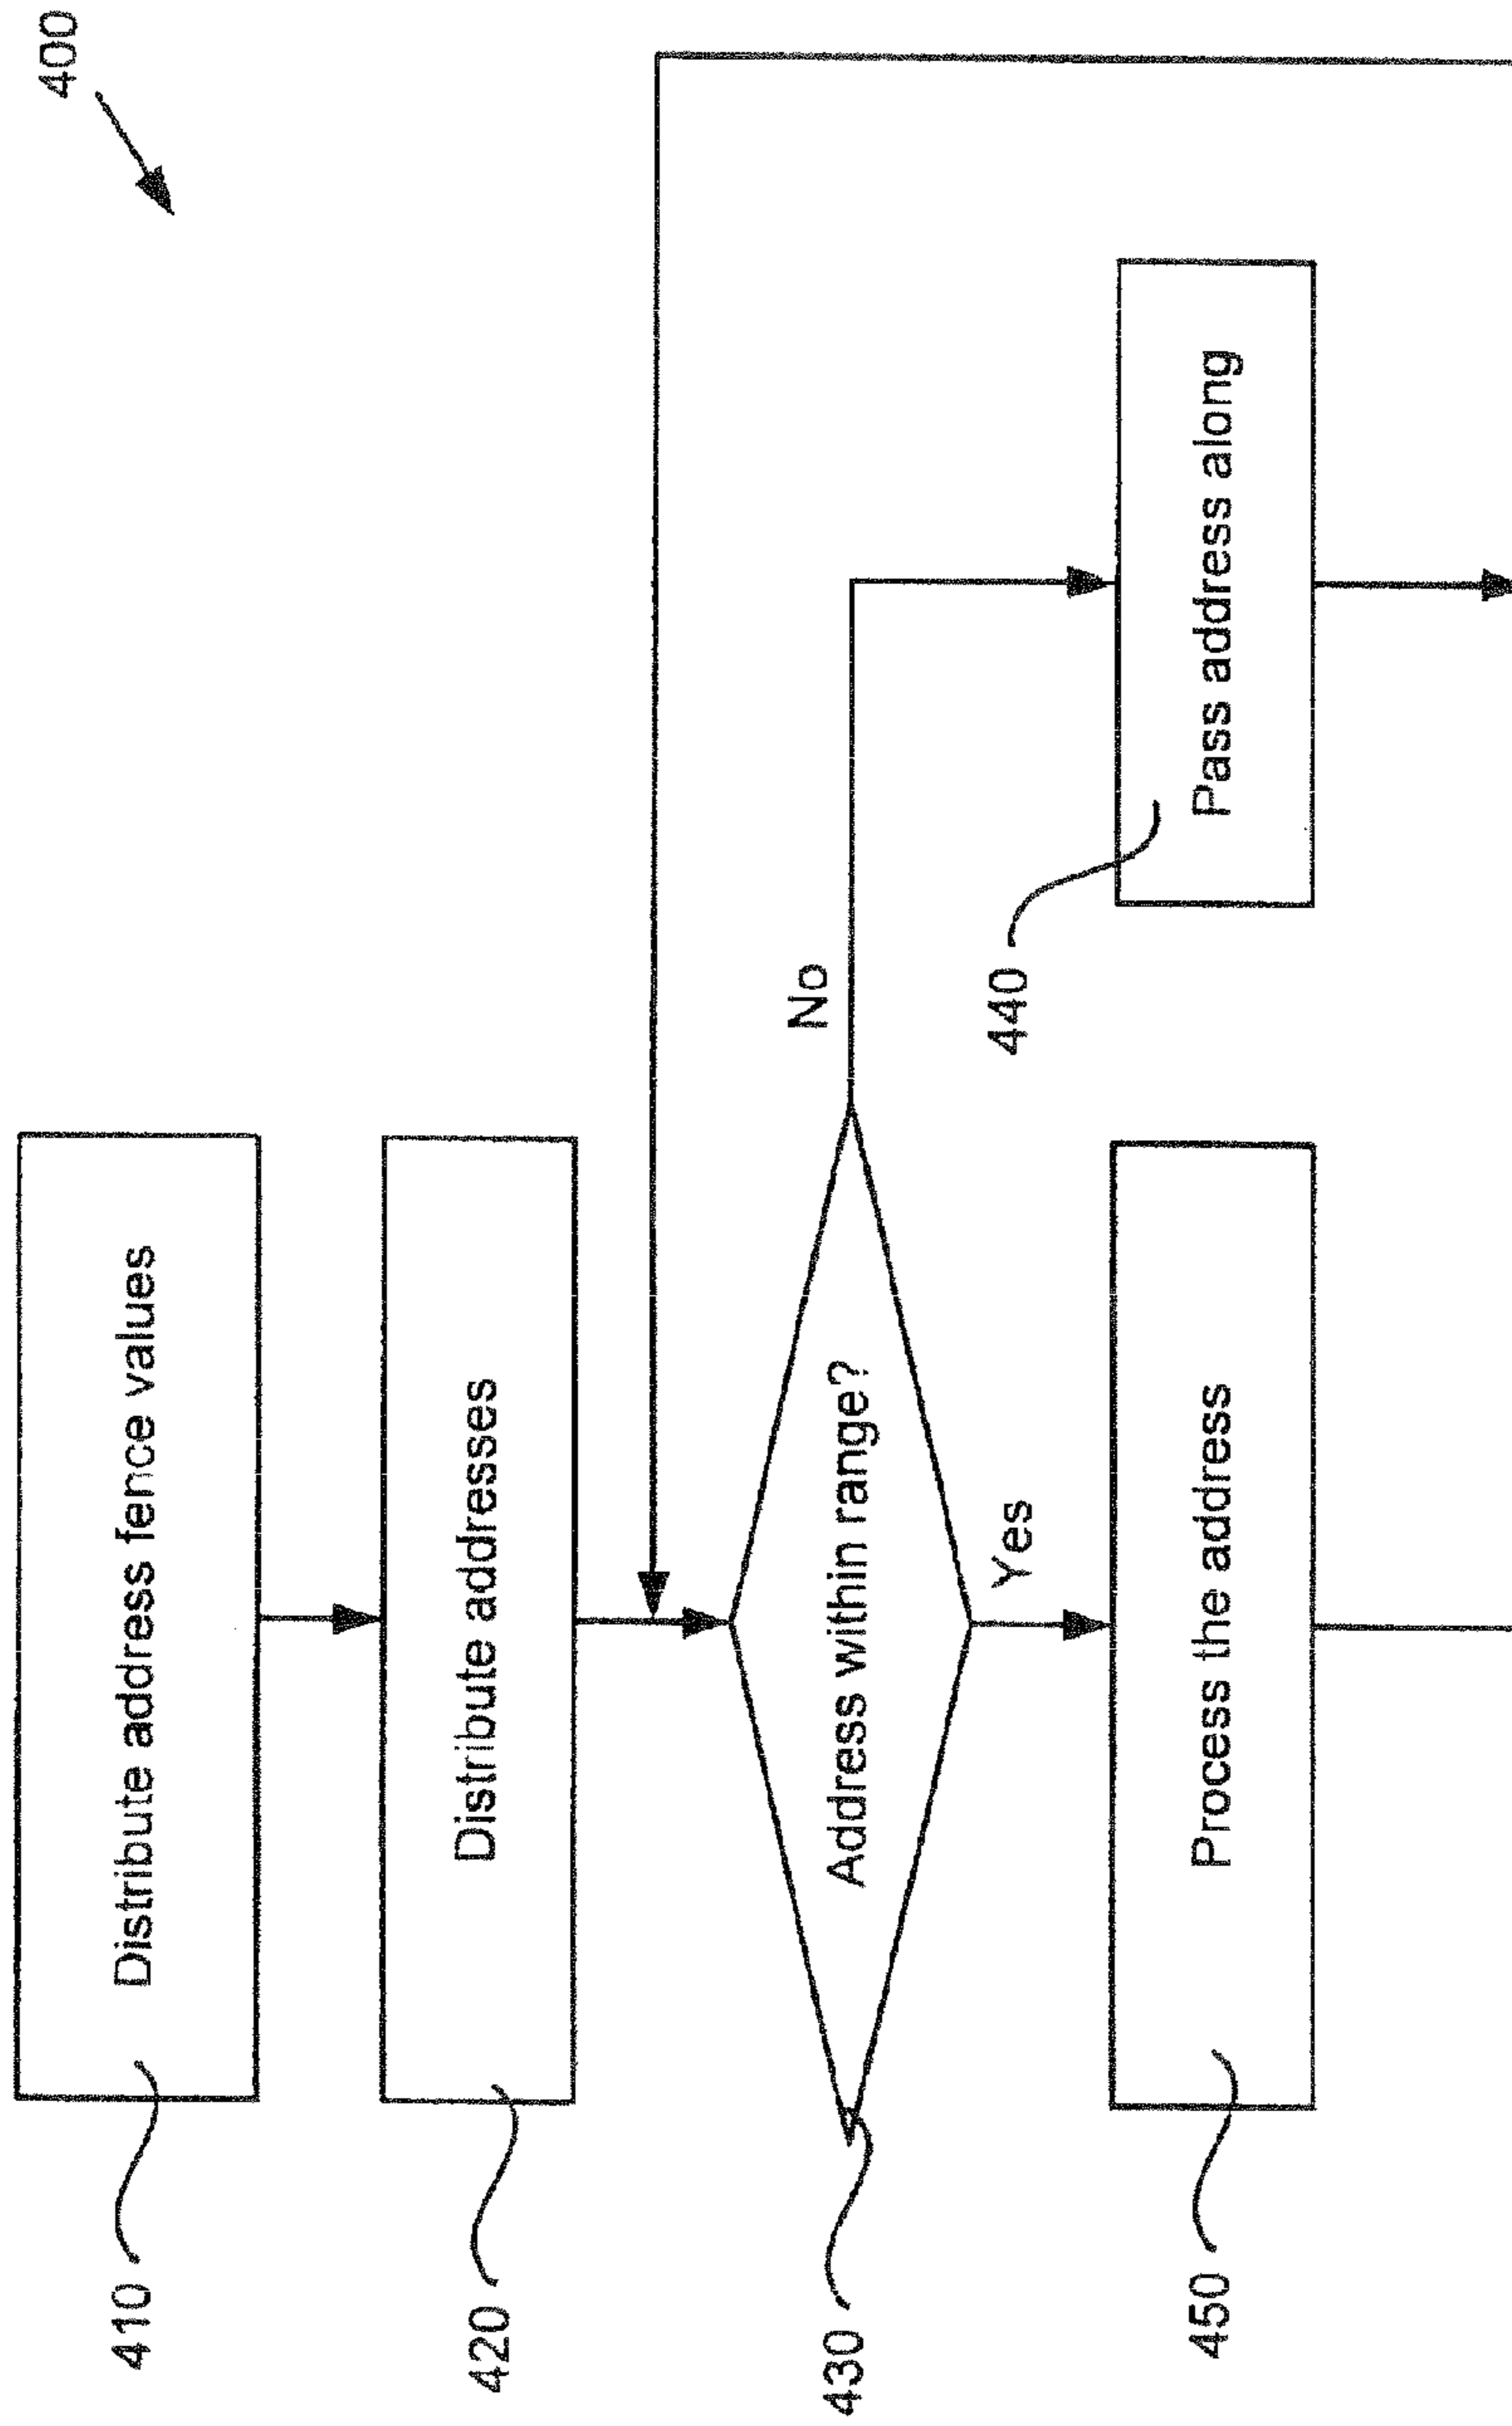 400
410
Distribute address fence values
420
Distribute addresses
430
Address within range?
No
Yes
440
Pass address along
450
Process the address